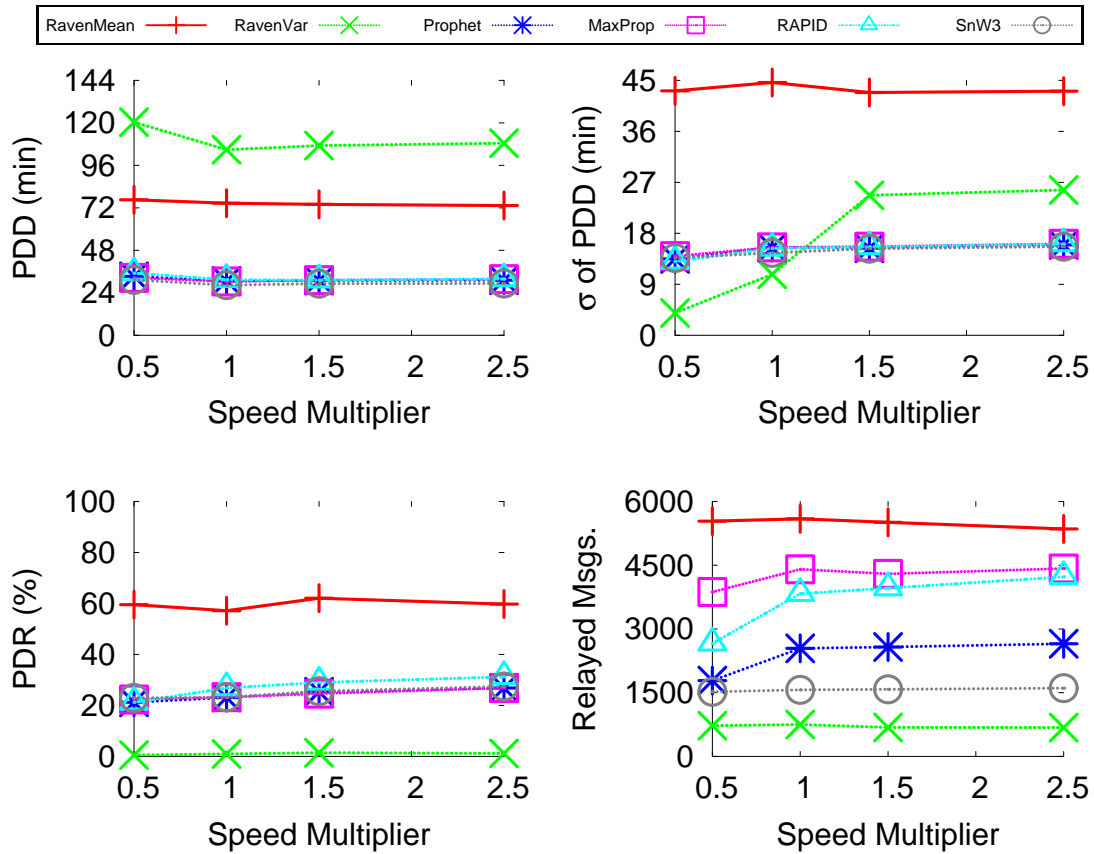 RavenMean RavenVar Prophet MaxProp RAPID SnW3
PDD (min)
144
120
96
72
48
24
0
0.5 1 1.5 2 2.5
Speed Multiplier
σ of PDD (min)
45
36
27
18
9
0
0.5 1 1.5 2 2.5
Speed Multiplier
PDR (%)
100
80
60
40
20
0
0.5 1 1.5 2 2.5
Speed Multiplier
Relayed Msgs.
6000
4500
3000
1500
0
0.5 1 1.5 2 2.5
Speed Multiplier